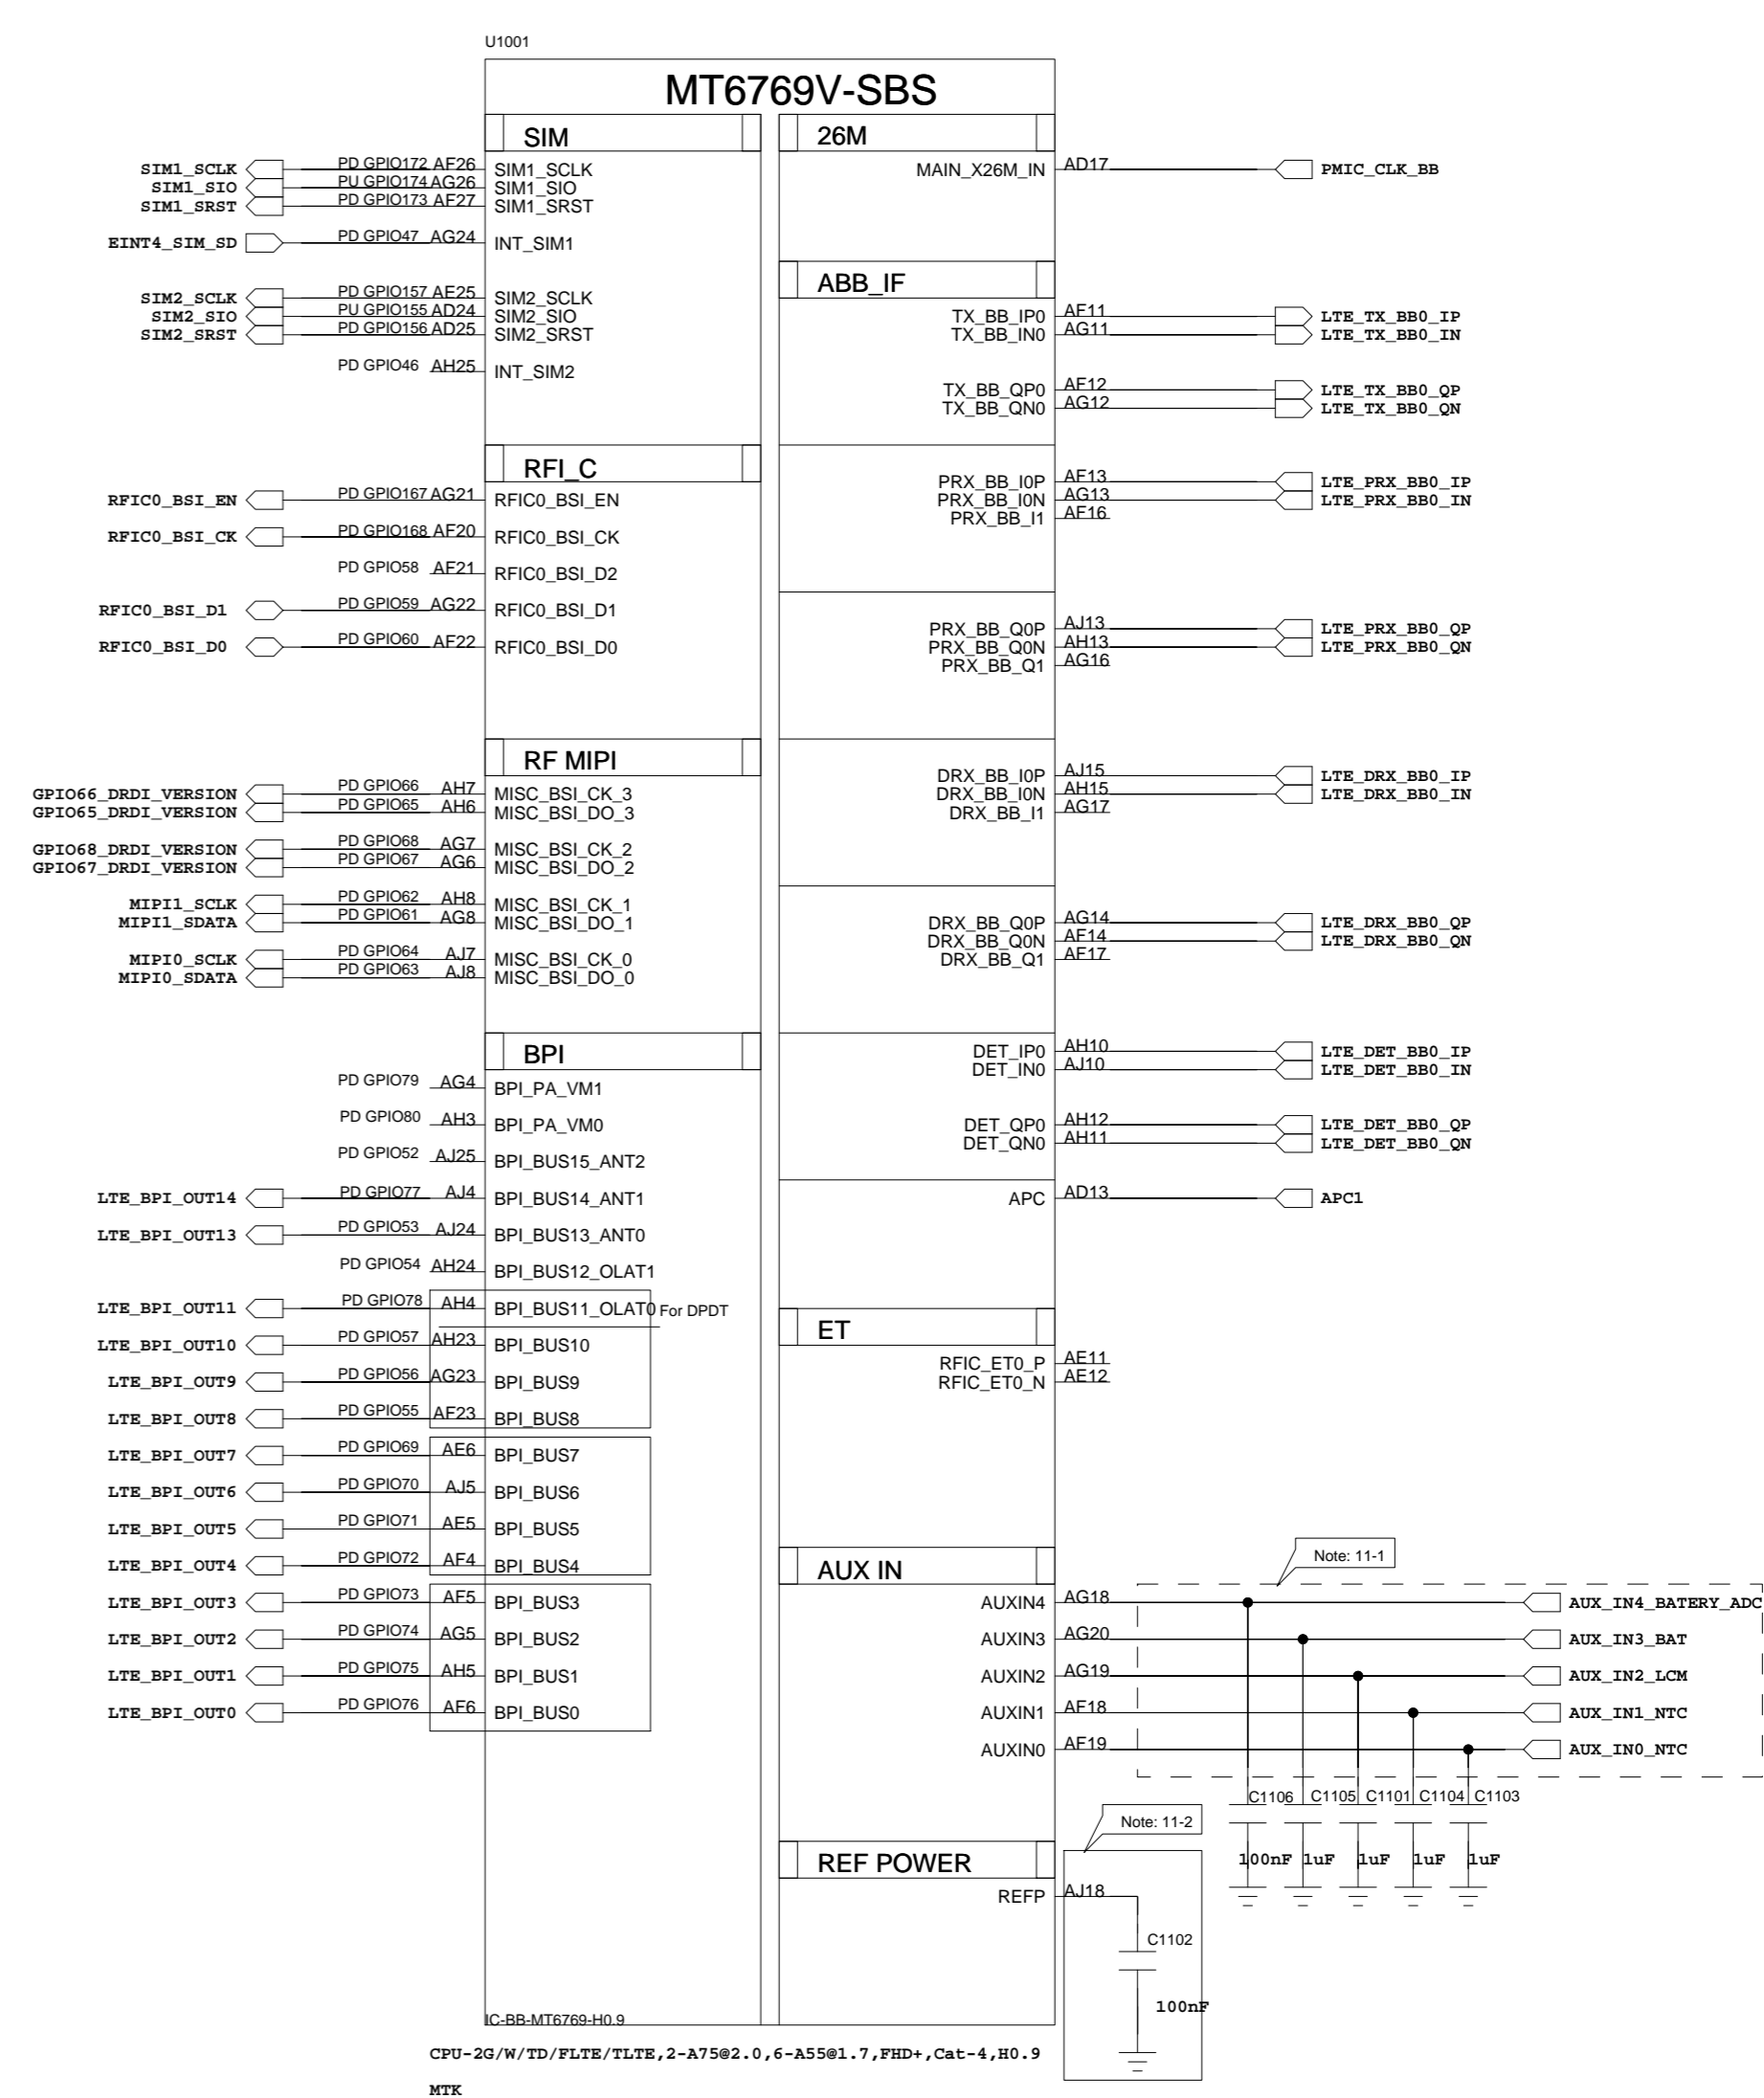 U1001
MT6769V-SBS
SIM
SIM1_SCLK PD GPIO172 AF26 SIM1_SCLK
SIM1_SIO PU GPIO174 AG26 SIM1_SIO
SIM1_SRST PD GPIO173 AF27 SIM1_SRST
EINT4_SIM_SD PD GPIO47 AG24 INT_SIM1
SIM2_SCLK PD GPIO157 AE25 SIM2_SCLK
SIM2_SIO PU GPIO155 AD24 SIM2_SIO
SIM2_SRST PD GPIO156 AD25 SIM2_SRST
PD GPIO46 AH25 INT_SIM2
RFI_C
RFIC0_BSI_EN PD GPIO167 AG21 RFIC0_BSI_EN
RFIC0_BSI_CK PD GPIO168 AF20 RFIC0_BSI_CK
PD GPIO58 AF21 RFIC0_BSI_D2
RFIC0_BSI_D1 PD GPIO59 AG22 RFIC0_BSI_D1
RFIC0_BSI_D0 PD GPIO60 AF22 RFIC0_BSI_D0
RF MIPI
GPIO66_DRDI_VERSION PD GPIO66 AH7 MISC_BSI_CK_3
GPIO65_DRDI_VERSION PD GPIO65 AH6 MISC_BSI_DO_3
GPIO68_DRDI_VERSION PD GPIO68 AG7 MISC_BSI_CK_2
GPIO67_DRDI_VERSION PD GPIO67 AG6 MISC_BSI_DO_2
MIPI1_SCLK PD GPIO62 AH8 MISC_BSI_CK_1
MIPI1_SDATA PD GPIO61 AG8 MISC_BSI_DO_1
MIPI0_SCLK PD GPIO64 AJ7 MISC_BSI_CK_0
MIPI0_SDATA PD GPIO63 AJ8 MISC_BSI_DO_0
BPI
PD GPIO79 AG4 BPI_PA_VM1
PD GPIO80 AH3 BPI_PA_VM0
PD GPIO52 AJ25 BPI_BUS15_ANT2
LTE_BPI_OUT14 PD GPIO77 AJ4 BPI_BUS14_ANT1
LTE_BPI_OUT13 PD GPIO53 AJ24 BPI_BUS13_ANT0
PD GPIO54 AH24 BPI_BUS12_OLAT1
LTE_BPI_OUT11 PD GPIO78 AH4 BPI_BUS11_OLAT0 For DPDT
LTE_BPI_OUT10 PD GPIO57 AH23 BPI_BUS10
LTE_BPI_OUT9 PD GPIO56 AG23 BPI_BUS9
LTE_BPI_OUT8 PD GPIO55 AF23 BPI_BUS8
LTE_BPI_OUT7 PD GPIO69 AE6 BPI_BUS7
LTE_BPI_OUT6 PD GPIO70 AJ5 BPI_BUS6
LTE_BPI_OUT5 PD GPIO71 AE5 BPI_BUS5
LTE_BPI_OUT4 PD GPIO72 AF4 BPI_BUS4
LTE_BPI_OUT3 PD GPIO73 AF5 BPI_BUS3
LTE_BPI_OUT2 PD GPIO74 AG5 BPI_BUS2
LTE_BPI_OUT1 PD GPIO75 AH5 BPI_BUS1
LTE_BPI_OUT0 PD GPIO76 AF6 BPI_BUS0
26M
MAIN_X26M_IN AD17 PMIC_CLK_BB
ABB_IF
TX_BB_IP0 AF11 LTE_TX_BB0_IP
TX_BB_IN0 AG11 LTE_TX_BB0_IN
TX_BB_QP0 AF12 LTE_TX_BB0_QP
TX_BB_QN0 AG12 LTE_TX_BB0_QN
PRX_BB_I0P AF13 LTE_PRX_BB0_IP
PRX_BB_I0N AG13 LTE_PRX_BB0_IN
PRX_BB_I1 AF16
PRX_BB_Q0P AJ13 LTE_PRX_BB0_QP
PRX_BB_Q0N AH13 LTE_PRX_BB0_QN
PRX_BB_Q1 AG16
DRX_BB_I0P AJ15 LTE_DRX_BB0_IP
DRX_BB_I0N AH15 LTE_DRX_BB0_IN
DRX_BB_I1 AG17
DRX_BB_Q0P AG14 LTE_DRX_BB0_QP
DRX_BB_Q0N AF14 LTE_DRX_BB0_QN
DRX_BB_Q1 AF17
DET_IP0 AH10 LTE_DET_BB0_IP
DET_IN0 AJ10 LTE_DET_BB0_IN
DET_QP0 AH12 LTE_DET_BB0_QP
DET_QN0 AH11 LTE_DET_BB0_QN
APC AD13 APC1
ET
RFIC_ET0_P AE11
RFIC_ET0_N AE12
Note: 11-1
AUX IN
AUXIN4 AG18 AUX_IN4_BATERY_ADC
AUXIN3 AG20 AUX_IN3_BAT
AUXIN2 AG19 AUX_IN2_LCM
AUXIN1 AF18 AUX_IN1_NTC
AUXIN0 AF19 AUX_IN0_NTC
C1106 C1105 C1101 C1104 C1103
100nF 1uF 1uF 1uF 1uF
Note: 11-2
REF POWER
REFP AJ18
C1102
100nF
IC-BB-MT6769-H0.9
CPU-2G/W/TD/FLTE/TLTE,2-A75@2.0,6-A55@1.7,FHD+,Cat-4,H0.9
MTK